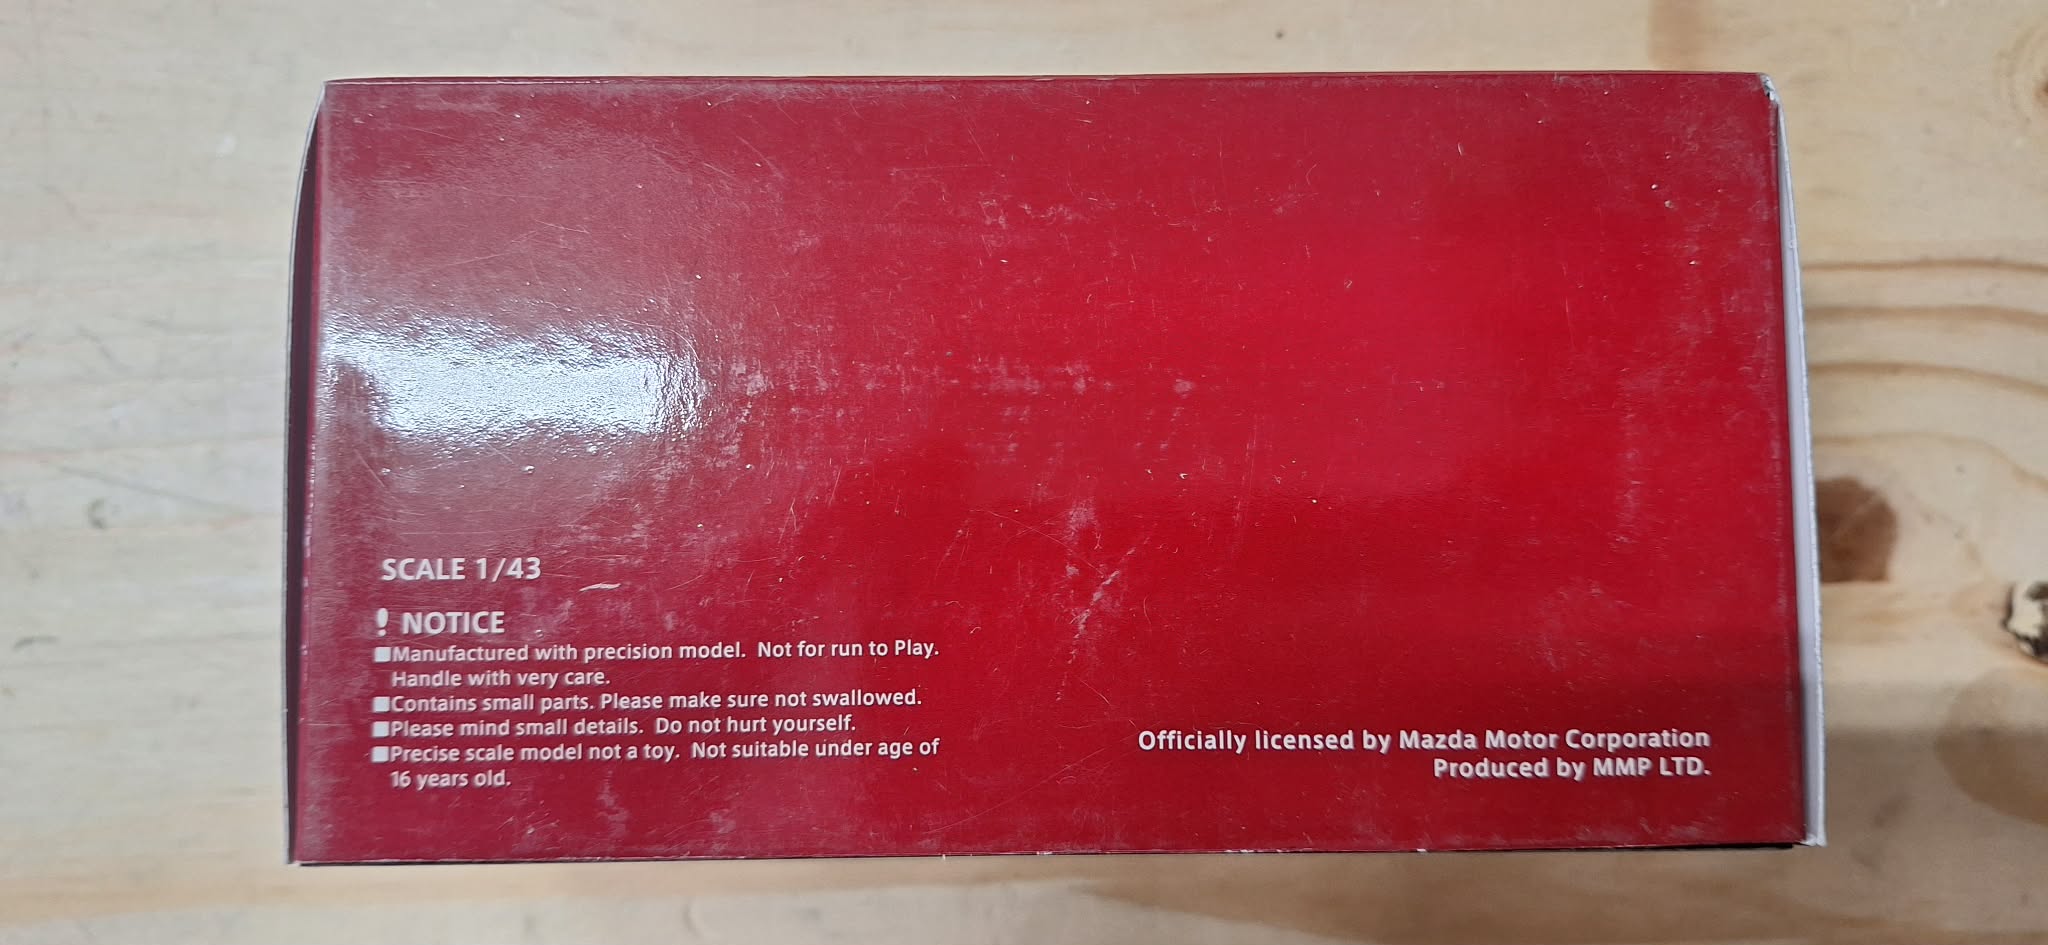 SCALE 1/43
! NOTICE
■Manufactured with precision model.  Not for run to Play.
Handle with very care.
■Contains small parts. Please make sure not swallowed.
■Please mind small details.  Do not hurt yourself.
■Precise scale model not a toy.  Not suitable under age of
16 years old.
Officially licensed by Mazda Motor Corporation
Produced by MMP LTD.